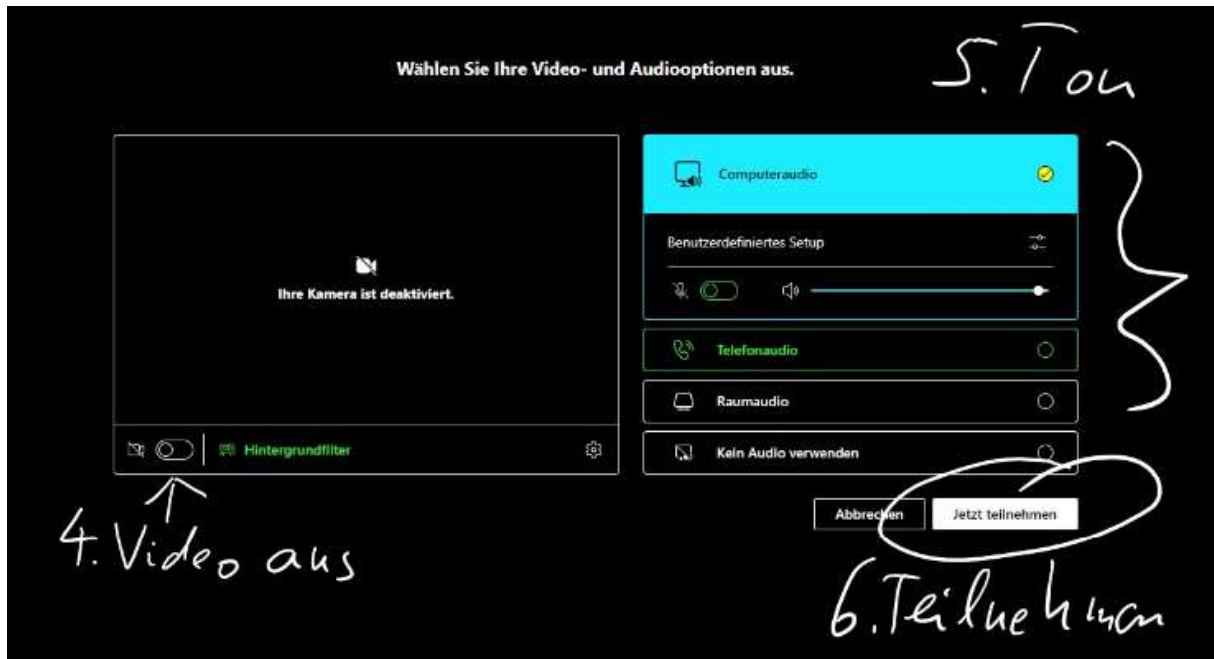 Wählen Sie Ihre Video- und Audiooptionen aus.
5. Ton
Computeraudio
Benutzerdefiniertes Setup
Ihre Kamera ist deaktiviert.
Telefonaudio
Raumaudio
Hintergrundfilter
Kein Audio verwenden
Abbrechen
Jetzt teilnehmen
4. Video aus
6. Teilnehmen